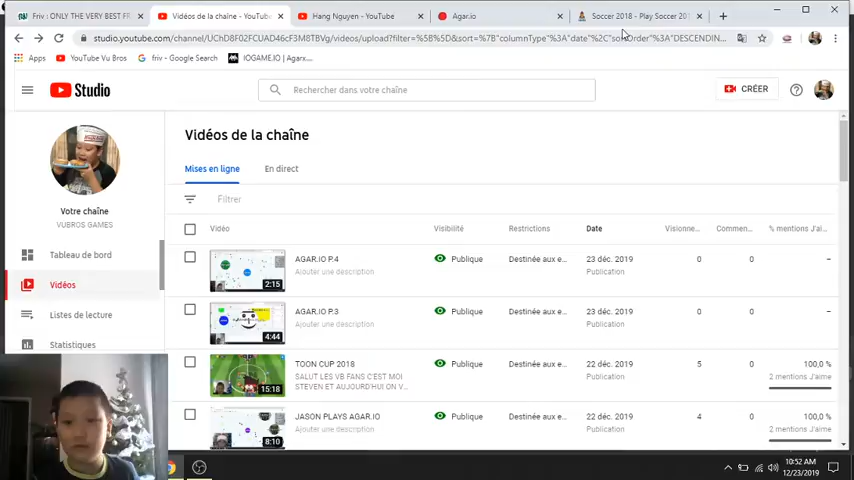 Friv : ONLY THE VERY BEST FR
Vidéos de la chaîne - YouTube
Hang Nguyen - YouTube
Agar.io
Soccer 2018 - Play Soccer 201
studio.youtube.com/channel/UChD8F02FCUAD46cF3M8TBVg/videos/upload?filter=%5B%5D&sort=%7B"columnType"%3A"date"%2C"sortOrder"%3A"DESCENDIN...
Apps YouTube Vu Bros friv - Google Search IOGAME.IO | Agarx...
Studio
Rechercher dans votre chaîne
CRÉER
Vidéos de la chaîne
Mises en ligne En direct
Filtrer
Votre chaîne
VUBROS GAMES
Tableau de bord
Vidéos
Listes de lecture
Statistiques
Vidéo Visibilité Restrictions Date Visionne... Commen... % mentions J'ai...
AGAR.IO P.4 Publique Destinée aux e... 23 déc. 2019 0 0 –
Ajouter une description Publication
2:15
AGAR.IO P.3 Publique Destinée aux e... 23 déc. 2019 0 0 –
Ajouter une description Publication
4:44
TOON CUP 2018 Publique Destinée aux e... 22 déc. 2019 5 0 100,0 %
SALUT LES VB FANS C'EST MOI Publication 2 mentions J'aime
STEVEN ET AUJOURD'HUI ON V...
15:18
JASON PLAYS AGAR.IO Publique Destinée aux e... 22 déc. 2019 4 0 100,0 %
Ajouter une description Publication 2 mentions J'aime
8:10
10:52 AM
12/23/2019